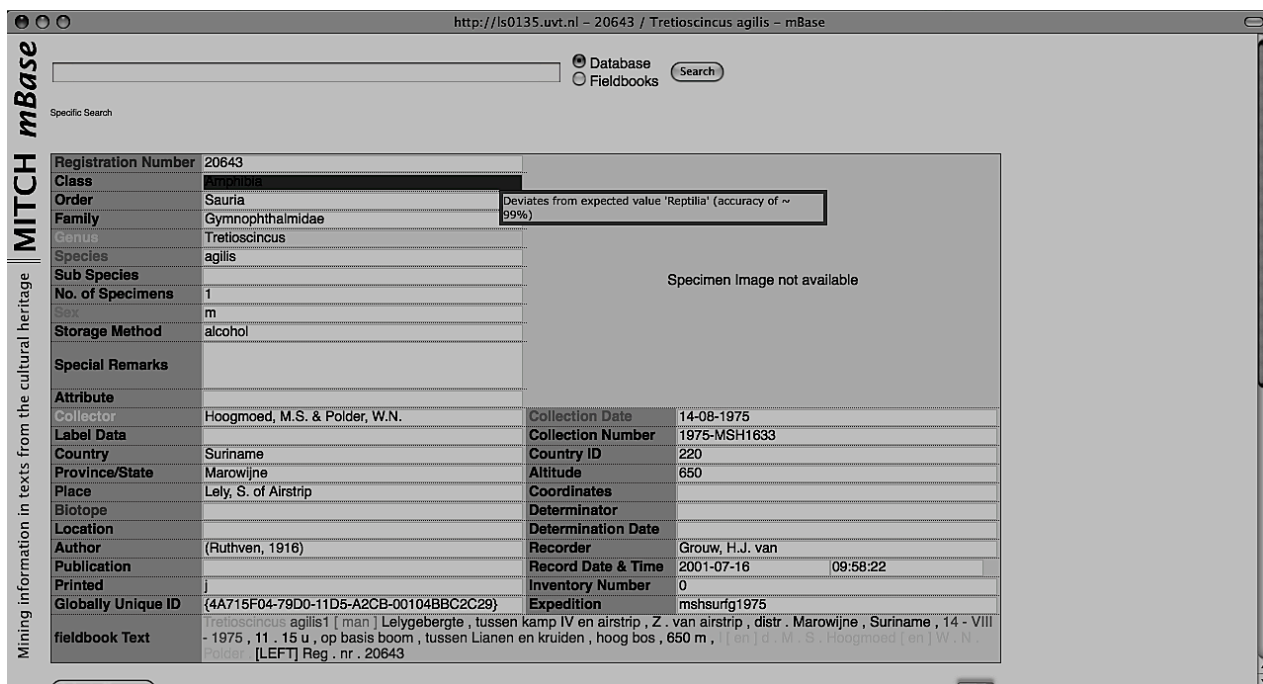 http://ls0135.uvt.nl – 20643 / Tretioscincus agilis – mBase
MITCH mBase
Mining information in texts from the cultural heritage
Database
Fieldbooks
Search
Specific Search
Registration Number 20643
Class Amphibia
Deviates from expected value 'Reptilia' (accuracy of ~
99%)
Order Sauria
Family Gymnophthalmidae
Genus Tretioscincus
Species agilis
Sub Species
Specimen Image not available
No. of Specimens 1
Sex m
Storage Method alcohol
Special Remarks
Attribute
Collector Hoogmoed, M.S. & Polder, W.N. Collection Date 14-08-1975
Label Data Collection Number 1975-MSH1633
Country Suriname Country ID 220
Province/State Marowijne Altitude 650
Place Lely, S. of Airstrip Coordinates
Biotope Determinator
Location Determination Date
Author (Ruthven, 1916) Recorder Grouw, H.J. van
Publication Record Date & Time 2001-07-16 09:58:22
Printed j Inventory Number 0
Globally Unique ID {4A715F04-79D0-11D5-A2CB-00104BBC2C29} Expedition mshsurfg1975
fieldbook Text Tretioscincus agilis1 [ man ] Lelygebergte , tussen kamp IV en airstrip , Z . van airstrip , distr . Marowijne , Suriname , 14 - VIII
- 1975 , 11 . 15 u , op basis boom , tussen Lianen en kruiden , hoog bos , 650 m , l [ en ] d . M . S . Hoogmoed [ en ] W . N .
Polder . [LEFT] Reg . nr . 20643